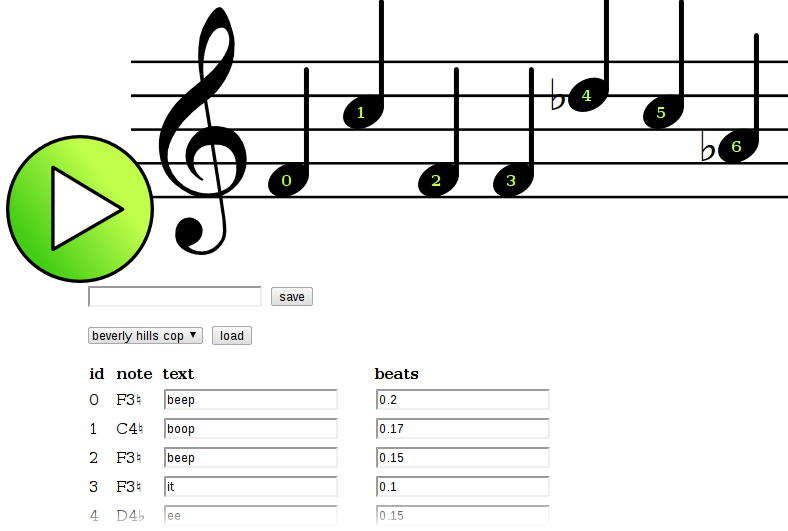 0 1 2 3 ♭4 5 ♭6
save
beverly hills cop ▼ load
id note text beats
0 F3♮ beep 0.2
1 C4♮ boop 0.17
2 F3♮ beep 0.15
3 F3♮ it 0.1
4 D4♭ ee 0.15